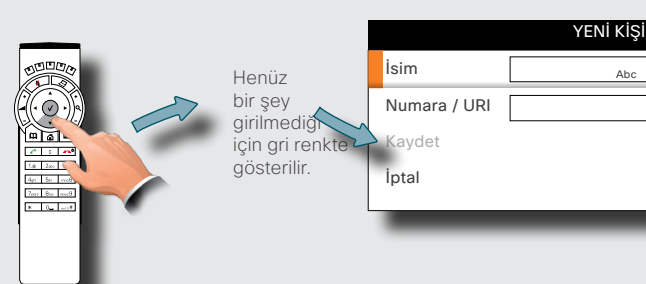 Henüz
bir şey
girilmediği
için gri renkte
gösterilir.
YENİ KİŞİ
İsim
Abc
Numara / URI
Kaydet
İptal